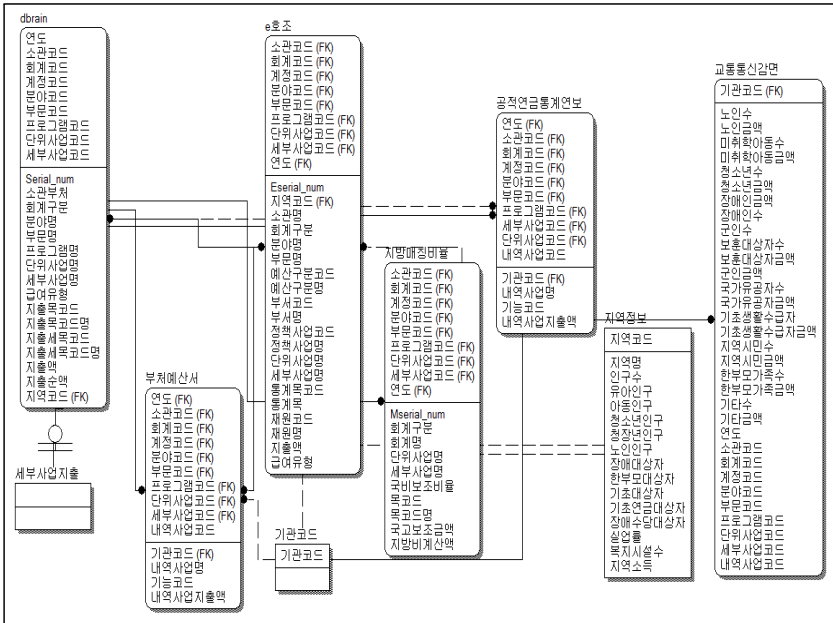 dbrain
연도
소관코드
회계코드
계정코드
분야코드
부문코드
프로그램코드
단위사업코드
세부사업코드
Serial_num
소관부처
회계구분
분야명
부문명
프로그램명
단위사업명
세부사업명
급여유형
지출목코드
지출목코드명
지출세목코드
지출세목코드명
지출액
지출순액
지역코드 (FK)
세부사업지출
부처예산서
연도 (FK)
소관코드 (FK)
회계코드 (FK)
계정코드 (FK)
분야코드 (FK)
부문코드 (FK)
프로그램코드 (FK)
단위사업코드 (FK)
세부사업코드 (FK)
내역사업코드
기관코드 (FK)
내역사업명
기능코드
내역사업지출액
e호조
소관코드 (FK)
회계코드 (FK)
계정코드 (FK)
분야코드 (FK)
부문코드 (FK)
프로그램코드 (FK)
단위사업코드 (FK)
세부사업코드 (FK)
연도 (FK)
Eserial_num
지역코드 (FK)
소관명
회계구분
분야명
부문명
예산구분코드
예산구분명
부서코드
부서명
정책사업코드
정책사업명
단위사업명
세부사업명
통계목코드
통계목
재원코드
재원명
지출액
급여유형
기관코드
기관코드
지방매칭비율
소관코드 (FK)
회계코드 (FK)
계정코드 (FK)
분야코드 (FK)
부문코드 (FK)
프로그램코드 (FK)
단위사업코드 (FK)
세부사업코드 (FK)
연도 (FK)
Mserial_num
회계구분
회계명
단위사업명
세부사업명
국비보조비율
목코드
목코드명
국고보조금액
지방비계산액
공적연금통계연보
연도 (FK)
소관코드 (FK)
회계코드 (FK)
계정코드 (FK)
분야코드 (FK)
부문코드 (FK)
프로그램코드 (FK)
세부사업코드 (FK)
단위사업코드 (FK)
내역사업코드
기관코드 (FK)
내역사업명
기능코드
내역사업지출액
지역정보
지역코드
지역명
인구수
유아인구
아동인구
청소년인구
청장년인구
노인인구
장애대상자
한부모대상자
기초대상자
기초연금대상자
장애수당대상자
실업률
복지시설수
지역소득
교통통신감면
기관코드 (FK)
노인수
노인금액
미취학아동수
미취학아동금액
청소년수
청소년금액
장애인금액
장애인수
군인수
보훈대상자수
보훈대상자금액
군인금액
국가유공자수
국가유공자금액
기초생활수급자
기초생활수급자금액
지역시민수
지역시민금액
한부모가족수
한부모가족금액
기타수
기타금액
연도
소관코드
회계코드
계정코드
분야코드
부문코드
프로그램코드
단위사업코드
세부사업코드
내역사업코드